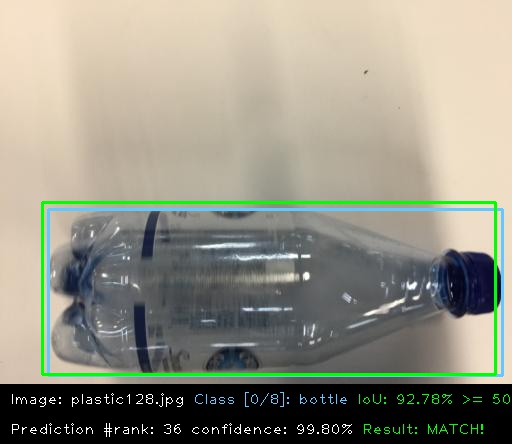 Image: plastic128.jpg Class [0/8]: bottle IoU: 92.78% >= 50
Prediction #rank: 36 confidence: 99.80% Result: MATCH!